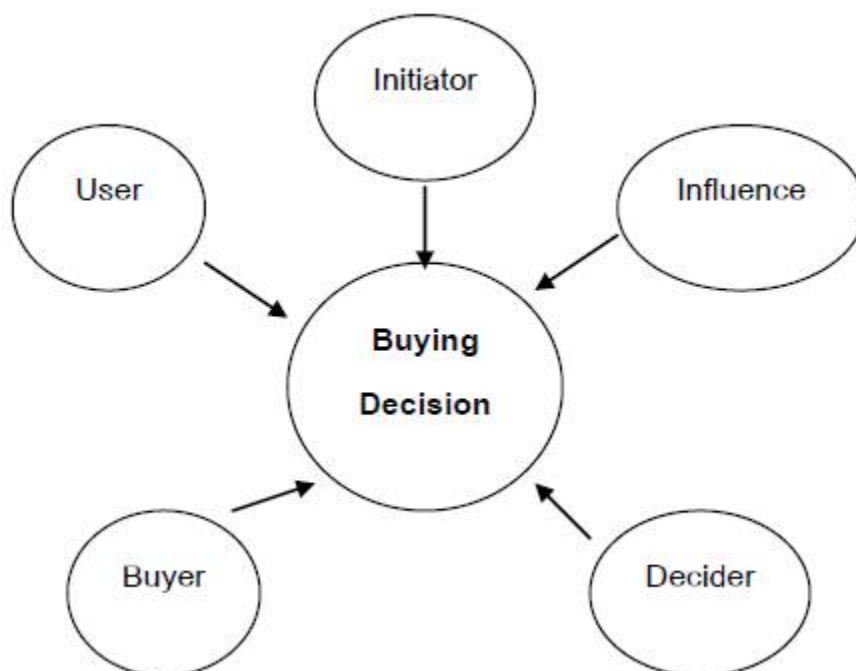 Initiator
User
Influence
Buying
Decision
Buyer
Decider